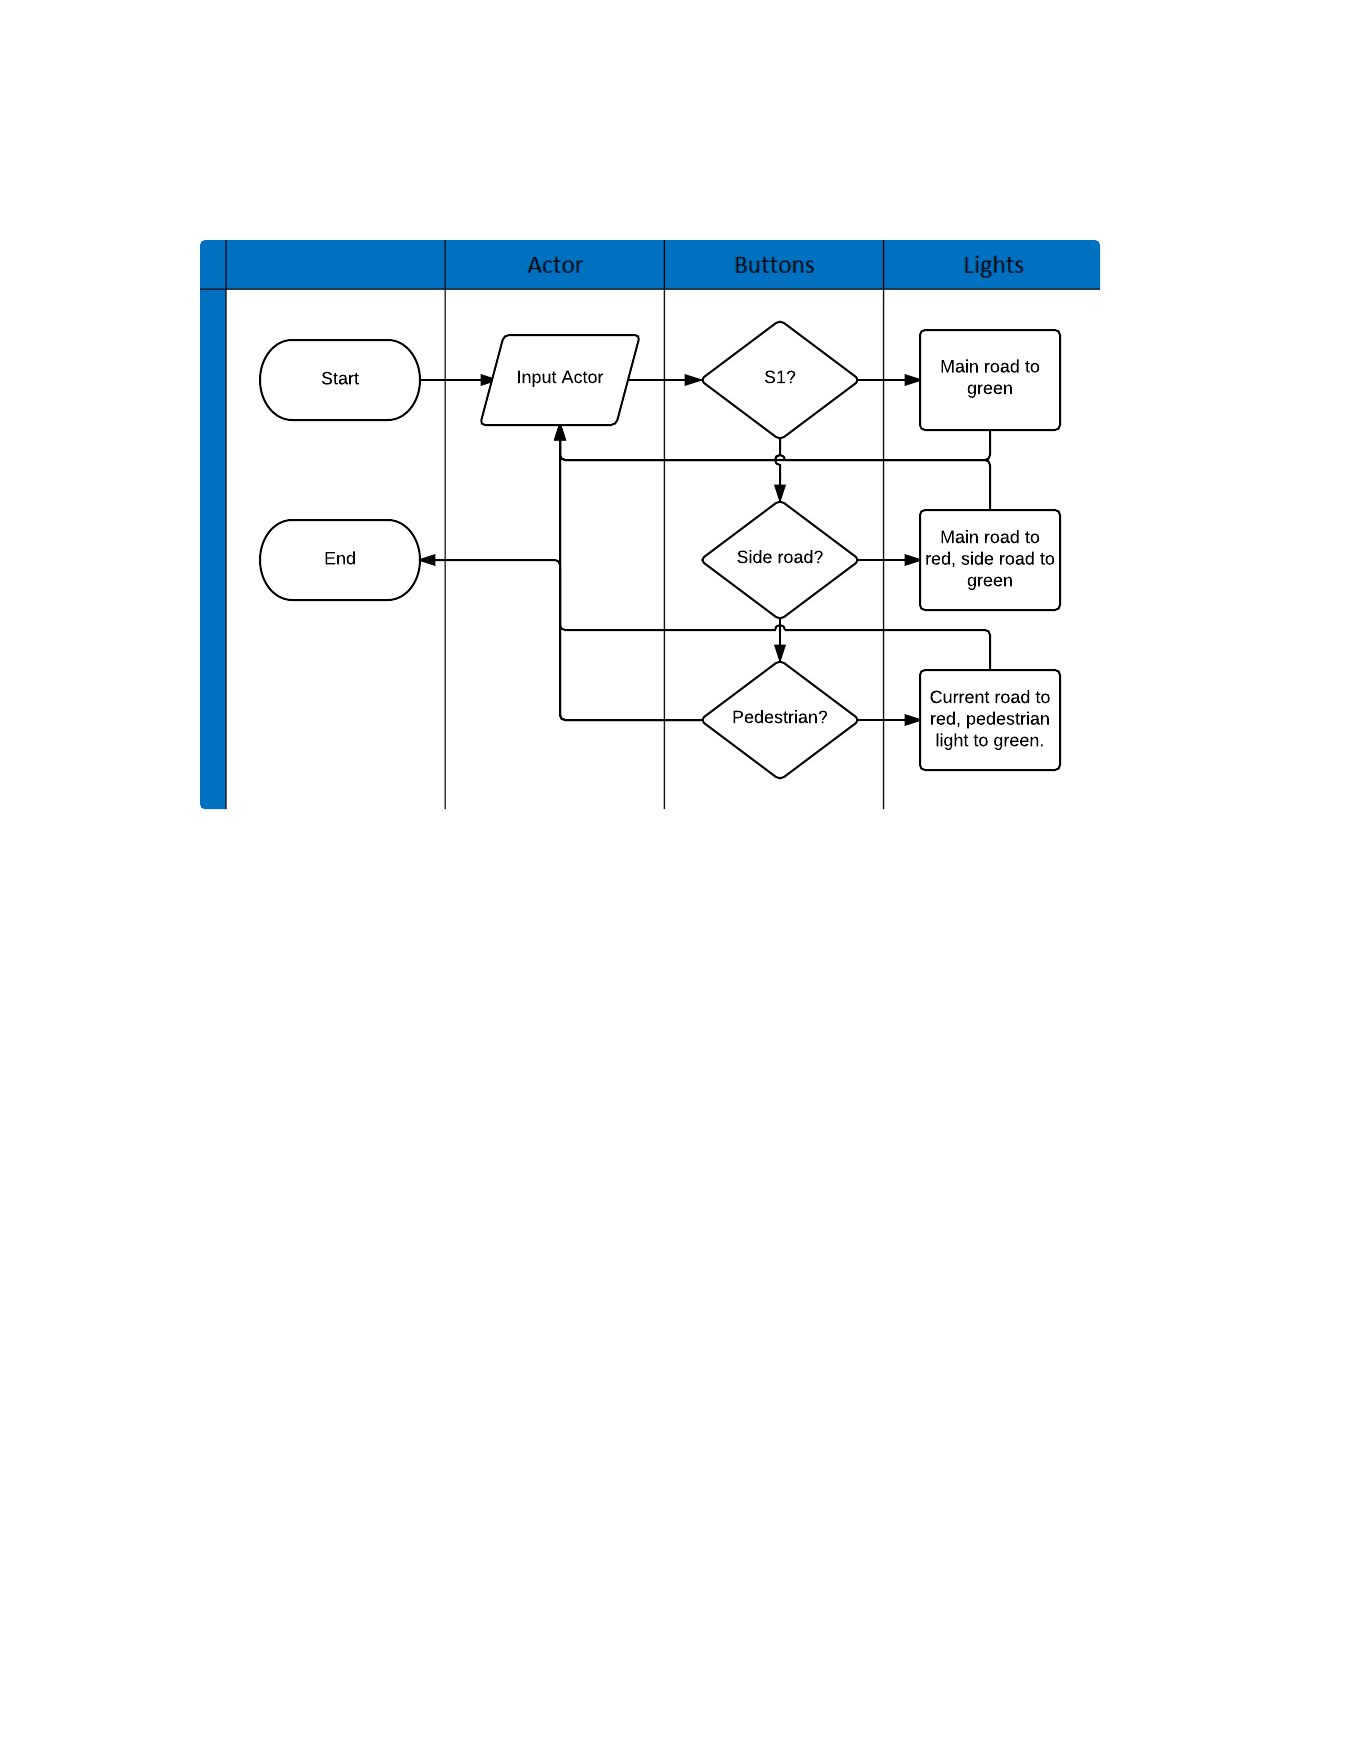 Actor
Buttons
Lights
Start
Input Actor
S1?
Main road to
green
End
Side road?
Main road to
red, side road to
green
Pedestrian?
Current road to
red, pedestrian
light to green.